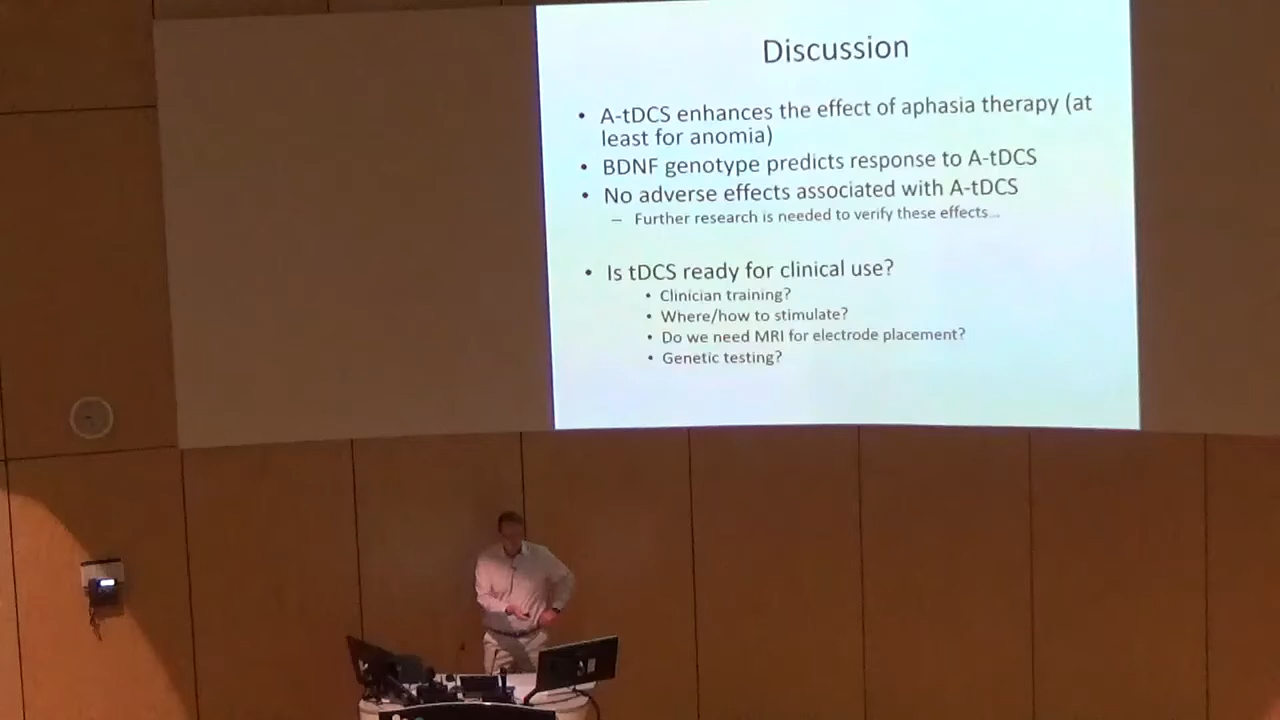 Discussion
• A-tDCS enhances the effect of aphasia therapy (at
least for anomia)
• BDNF genotype predicts response to A-tDCS
• No adverse effects associated with A-tDCS
– Further research is needed to verify these effects…
• Is tDCS ready for clinical use?
• Clinician training?
• Where/how to stimulate?
• Do we need MRI for electrode placement?
• Genetic testing?